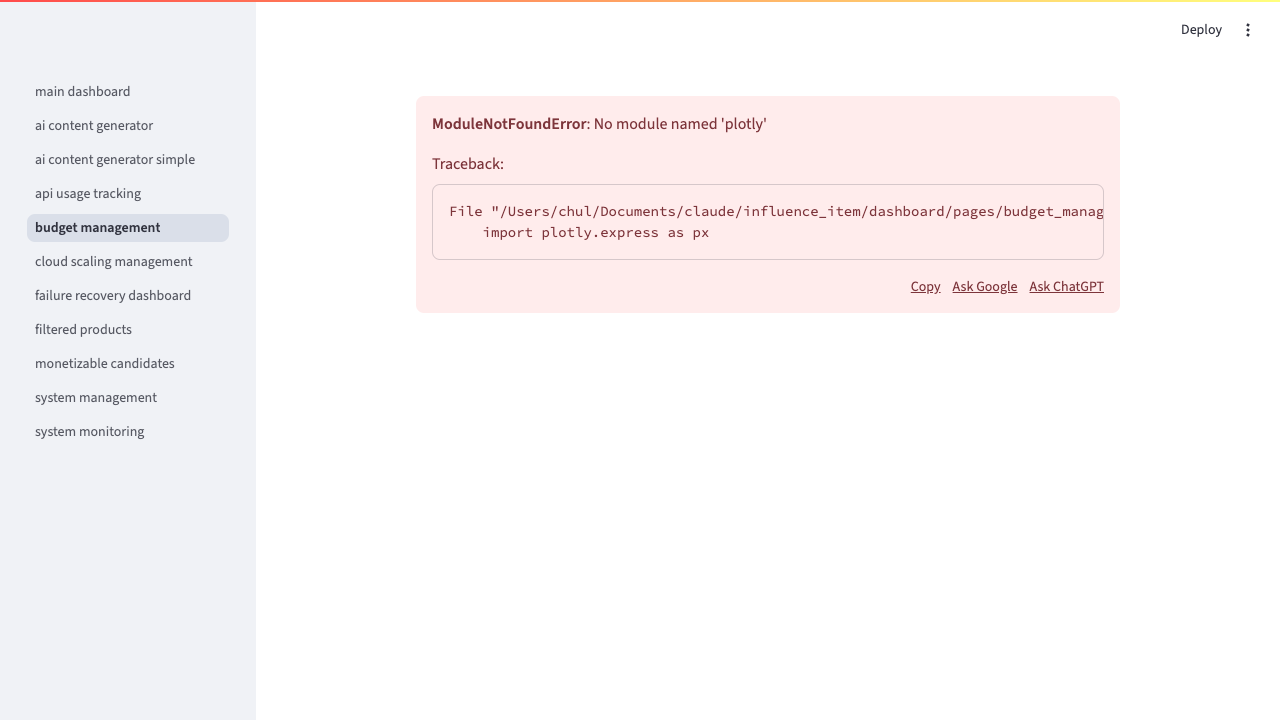 Deploy
main dashboard
ai content generator
ai content generator simple
api usage tracking
budget management
cloud scaling management
failure recovery dashboard
filtered products
monetizable candidates
system management
system monitoring
ModuleNotFoundError: No module named 'plotly'
Traceback:
File "/Users/chul/Documents/claude/influence_item/dashboard/pages/budget_manag
import plotly.express as px
Copy Ask Google Ask ChatGPT